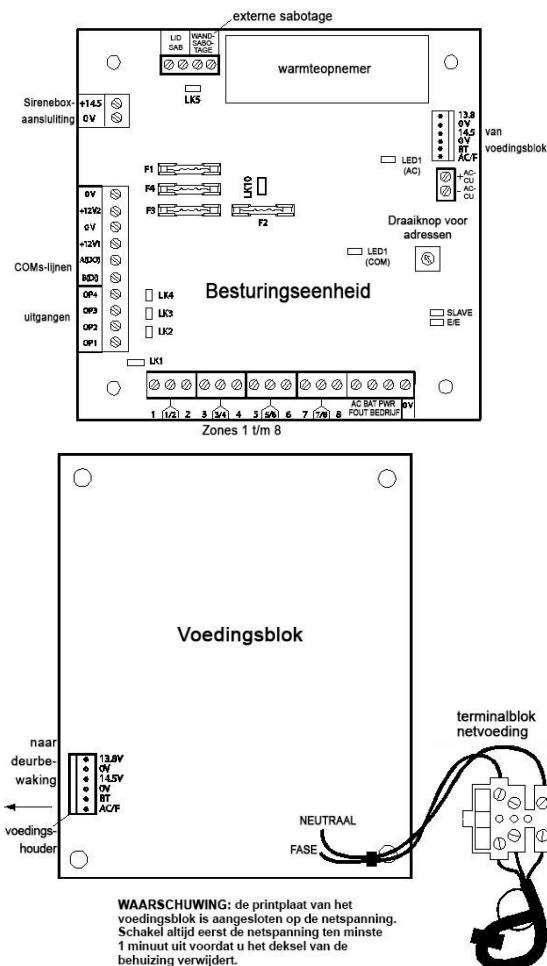 externe sabotage
LID
SAB
WAND-
SABO-
TAGE
warmteopnemer
LK5
Sirenebox-
aansluiting
+14.5
0V
13.8
0V
14.5
0V
BT
AC/F
van
voedingsblok
LED1
(AC)
+ AC-
CU
- AC-
CU
F1
F4
F3
LK10
F2
Draaiknop voor
adressen
LED1
(COM)
0V
+12V2
0V
+12V1
A[DO]
B[DI]
COMs-lijnen
OP4
OP3
OP2
OP1
uitgangen
LK4
LK3
LK2
LK1
Besturingseenheid
SLAVE
E/E
1 1/2 2 3 3/4 4 5 5/6 6 7 7/8 8
AC BAT PWR 0V
FOUT BEDRIJF
Zones 1 t/m 8
Voedingsblok
naar
deurbe-
waking
13.8V
0V
14.5V
0V
BT
AC/F
voedings-
houder
terminalblok
netvoeding
NEUTRAAL
FASE
WAARSCHUWING: de printplaat van het
voedingsblok is aangesloten op de netspanning.
Schakel altijd eerst de netspanning ten minste
1 minuut uit voordat u het deksel van de
behuizing verwijdert.